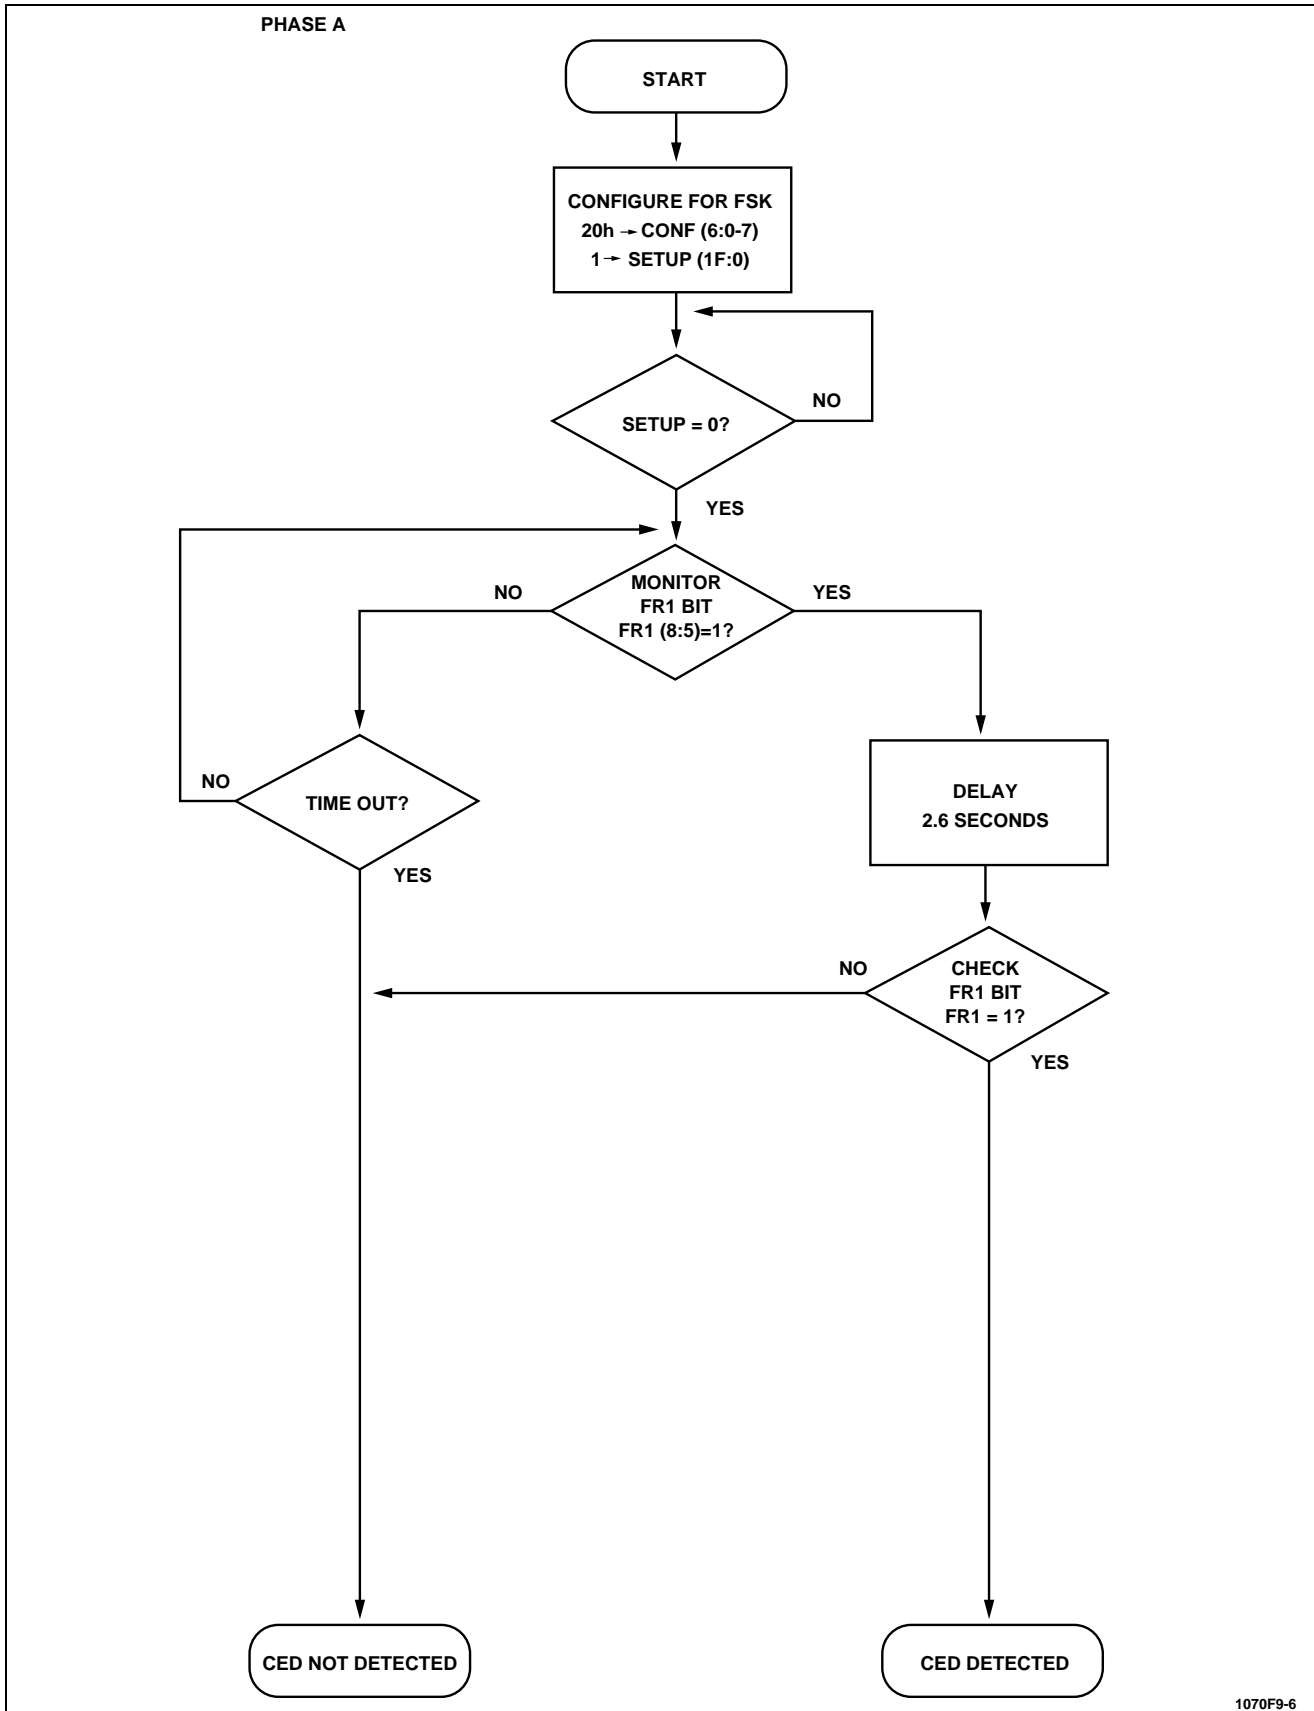 PHASE A
START
CONFIGURE FOR FSK
20h → CONF (6:0-7)
1 → SETUP (1F:0)
NO
SETUP = 0?
YES
NO
MONITOR
FR1 BIT
FR1 (8:5)=1?
YES
NO
TIME OUT?
YES
DELAY
2.6 SECONDS
NO
CHECK
FR1 BIT
FR1 = 1?
YES
CED NOT DETECTED
CED DETECTED
1070F9-6